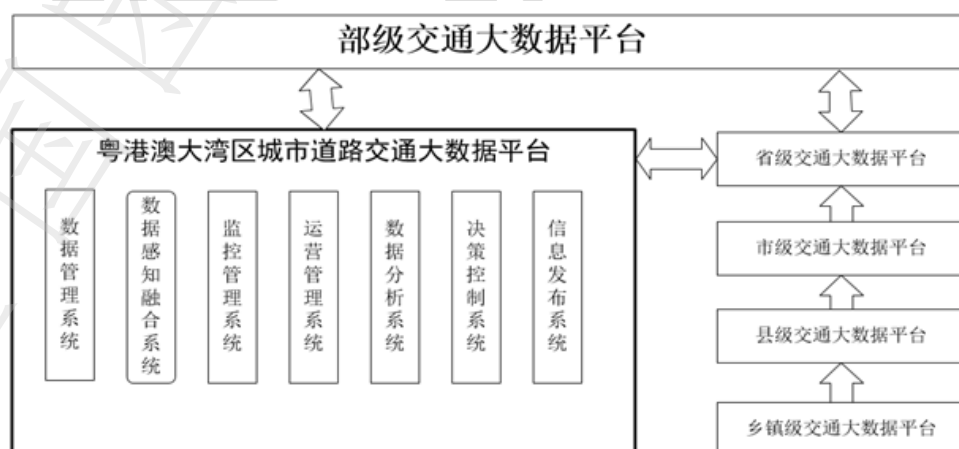 部级交通大数据平台
粤港澳大湾区城市道路交通大数据平台
数据管理系统
数据感知融合系统
监控管理系统
运营管理系统
数据分析系统
决策控制系统
信息发布系统
省级交通大数据平台
市级交通大数据平台
县级交通大数据平台
乡镇级交通大数据平台